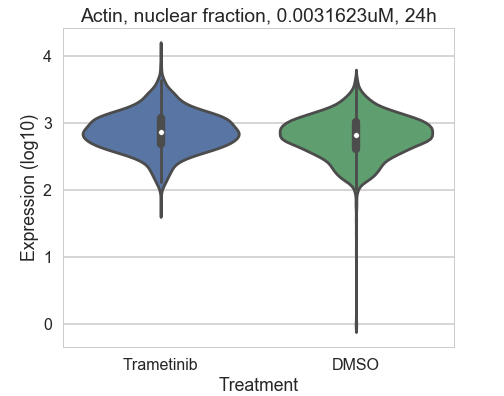 Actin, nuclear fraction, 0.0031623uM, 24h
Expression (log10)
4
3
2
1
0
Trametinib DMSO
Treatment